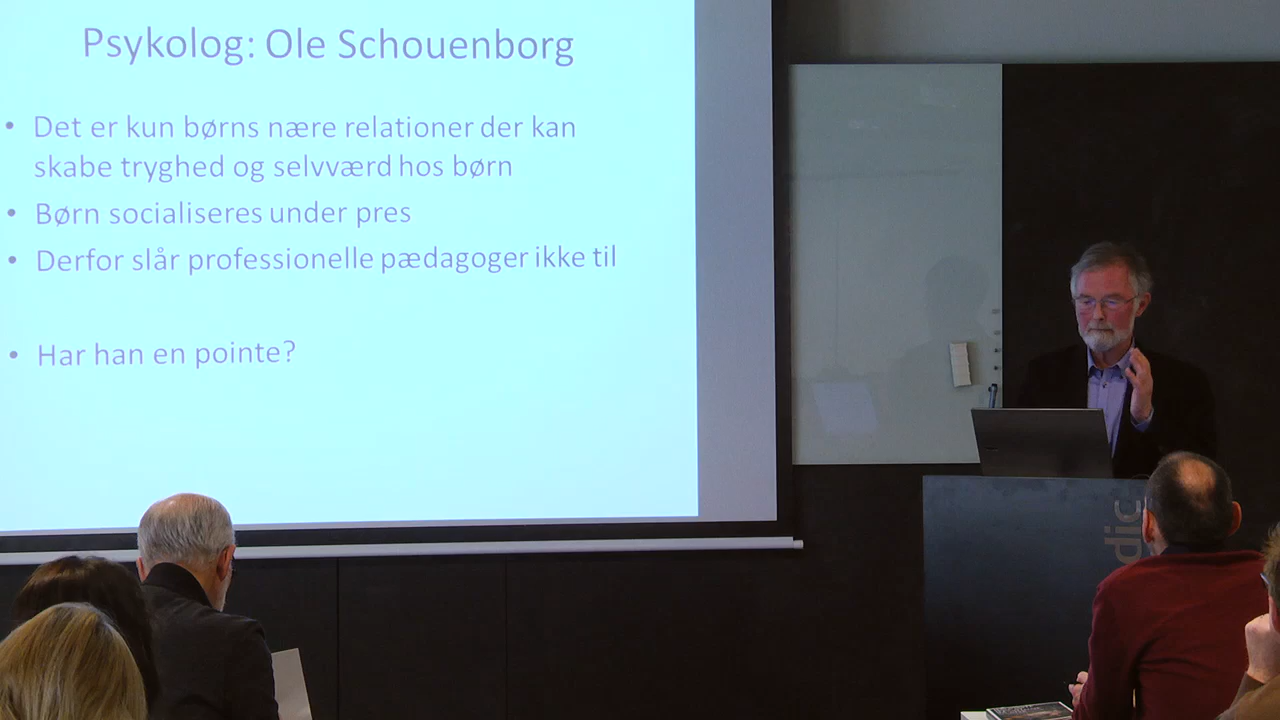 Psykolog: Ole Schouenborg
• Det er kun børns nære relationer der kan
skabe tryghed og selvværd hos børn
• Børn socialiseres under pres
• Derfor slår professionelle pædagoger ikke til
• Har han en pointe?
dic